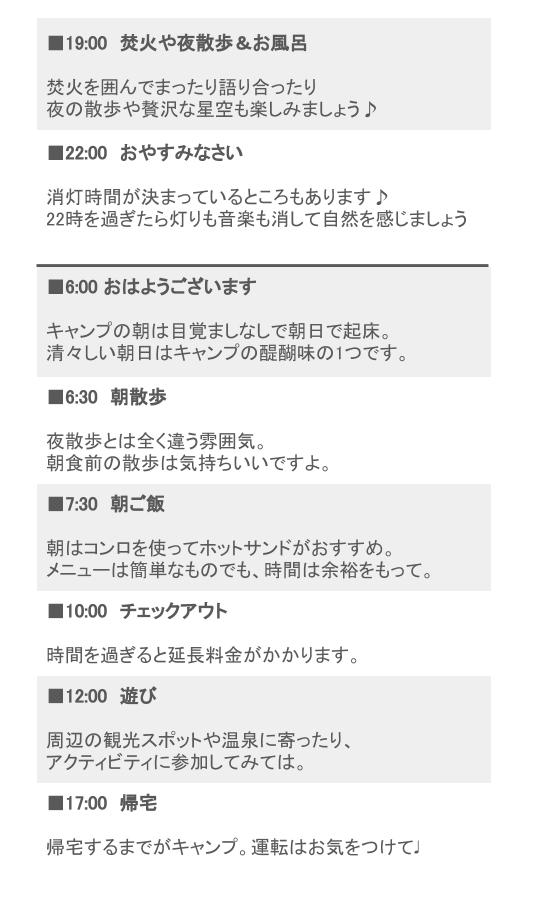 ■19:00 焚火や夜散歩＆お風呂
焚火を囲んでまったり語り合ったり
夜の散歩や贅沢な星空も楽しみましょう♪
■22:00 おやすみなさい
消灯時間が決まっているところもあります♪
22時を過ぎたら灯りも音楽も消して自然を感じましょう
■6:00 おはようございます
キャンプの朝は目覚ましなしで朝日で起床。
清々しい朝日はキャンプの醍醐味の1つです。
■6:30 朝散歩
夜散歩とは全く違う雰囲気。
朝食前の散歩は気持ちいいですよ。
■7:30 朝ご飯
朝はコンロを使ってホットサンドがおすすめ。
メニューは簡単なものでも、時間は余裕をもって。
■10:00 チェックアウト
時間を過ぎると延長料金がかかります。
■12:00 遊び
周辺の観光スポットや温泉に寄ったり、
アクティビティに参加してみては。
■17:00 帰宅
帰宅するまでがキャンプ。運転はお気をつけて♩